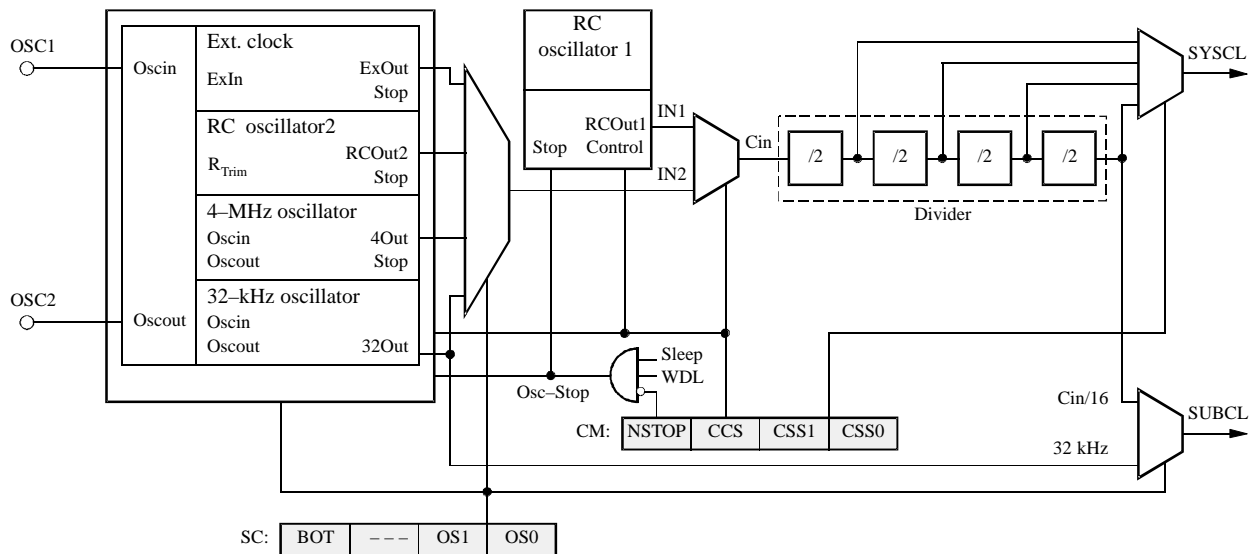 OSC1
Oscin
Ext. clock
ExIn
ExOut
Stop
RC oscillator2
RTrim
RCOut2
Stop
4–MHz oscillator
Oscin
4Out
Oscout
Stop
OSC2
Oscout
32–kHz oscillator
Oscin
Oscout
32Out
RC
oscillator 1
RCOut1
Stop
Control
IN1
IN2
Cin
/2
/2
/2
/2
Divider
SYSCL
Sleep
WDL
Osc–Stop
CM:
NSTOP
CCS
CSS1
CSS0
Cin/16
SUBCL
32 kHz
SC:
BOT
– – –
OS1
OS0